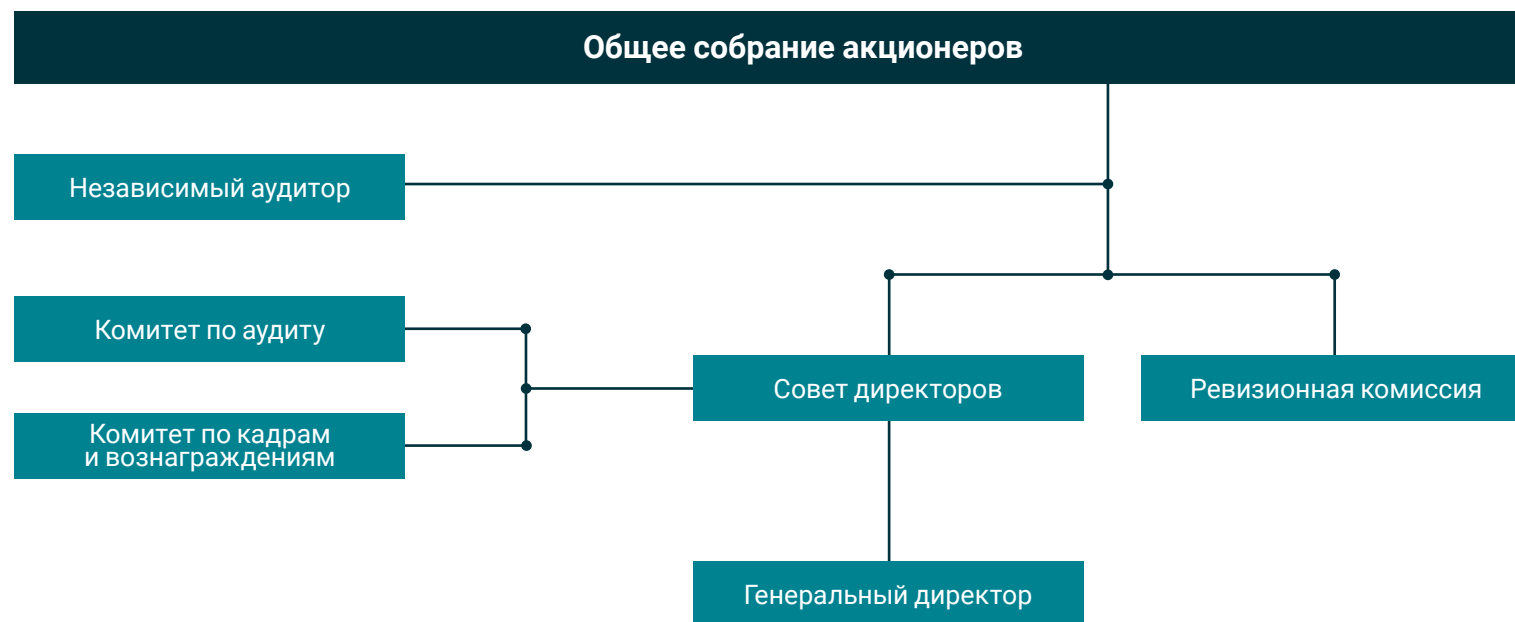 Общее собрание акционеров
Независимый аудитор
Комитет по аудиту
Совет директоров
Ревизионная комиссия
Комитет по кадрам
и вознаграждениям
Генеральный директор